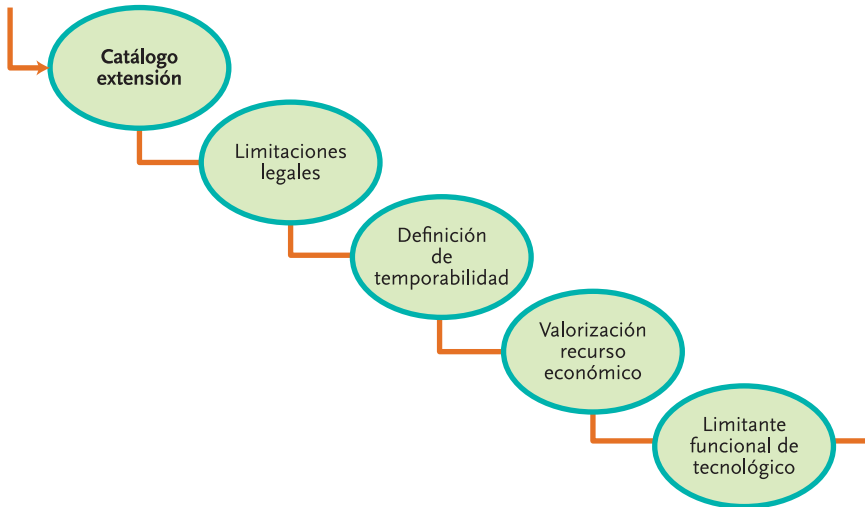 Catálogo
extensión
Limitaciones
legales
Definición
de
temporabilidad
Valorización
recurso
económico
Limitante
funcional de
tecnológico